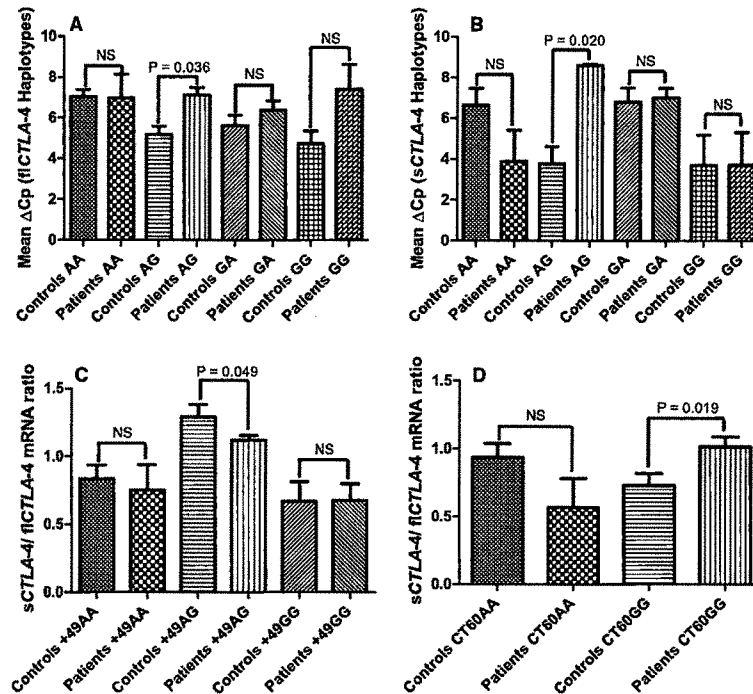 A
Mean ΔCp (flCTLA-4 Haplotypes)
10
8
6
4
2
0
NS
P = 0.036
NS
NS
Controls AA
Patients AA
Controls AG
Patients AG
Controls GA
Patients GA
Controls GG
Patients GG
B
Mean ΔCp (sCTLA-4 Haplotypes)
10
8
6
4
2
0
NS
P = 0.020
NS
NS
Controls AA
Patients AA
Controls AG
Patients AG
Controls GA
Patients GA
Controls GG
Patients GG
C
sCTLA-4/ flCTLA-4 mRNA ratio
1.5
1.0
0.5
0.0
NS
P = 0.049
NS
Controls +49AA
Patients +49AA
Controls +49AG
Patients +49AG
Controls +49GG
Patients +49GG
D
sCTLA-4/ flCTLA-4 mRNA ratio
1.5
1.0
0.5
0.0
NS
P = 0.019
Controls CT60AA
Patients CT60AA
Controls CT60GG
Patients CT60GG